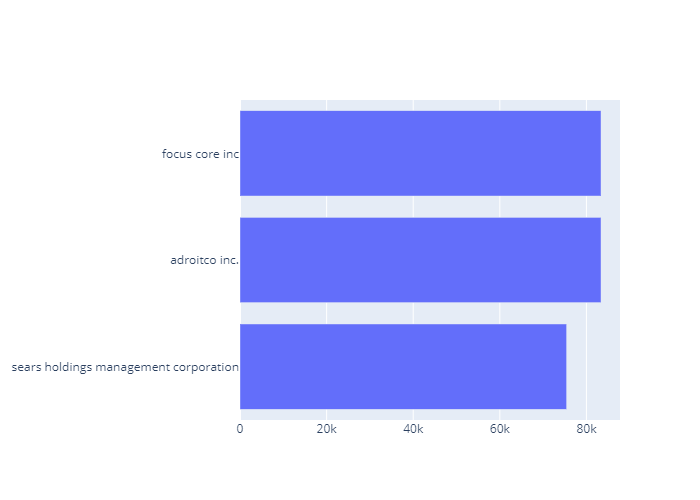 focus core inc
adroitco inc.
sears holdings management corporation
0 20k 40k 60k 80k